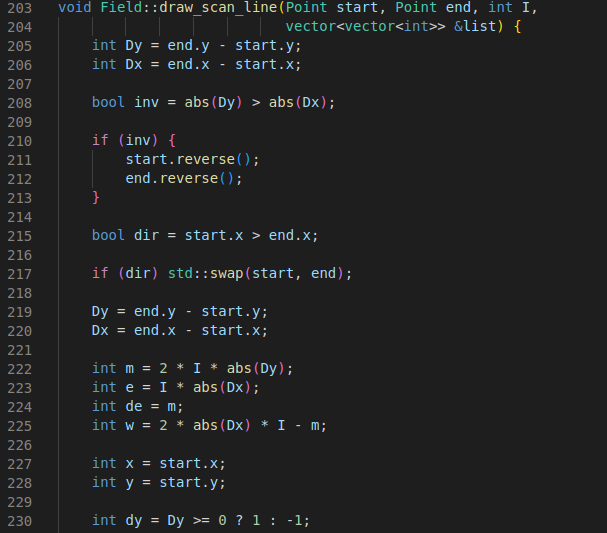 203 void Field::draw_scan_line(Point start, Point end, int I,
204                            vector<vector<int>> &list) {
205     int Dy = end.y - start.y;
206     int Dx = end.x - start.x;
207
208     bool inv = abs(Dy) > abs(Dx);
209
210     if (inv) {
211         start.reverse();
212         end.reverse();
213     }
214
215     bool dir = start.x > end.x;
216
217     if (dir) std::swap(start, end);
218
219     Dy = end.y - start.y;
220     Dx = end.x - start.x;
221
222     int m = 2 * I * abs(Dy);
223     int e = I * abs(Dx);
224     int de = m;
225     int w = 2 * abs(Dx) * I - m;
226
227     int x = start.x;
228     int y = start.y;
229
230     int dy = Dy >= 0 ? 1 : -1;